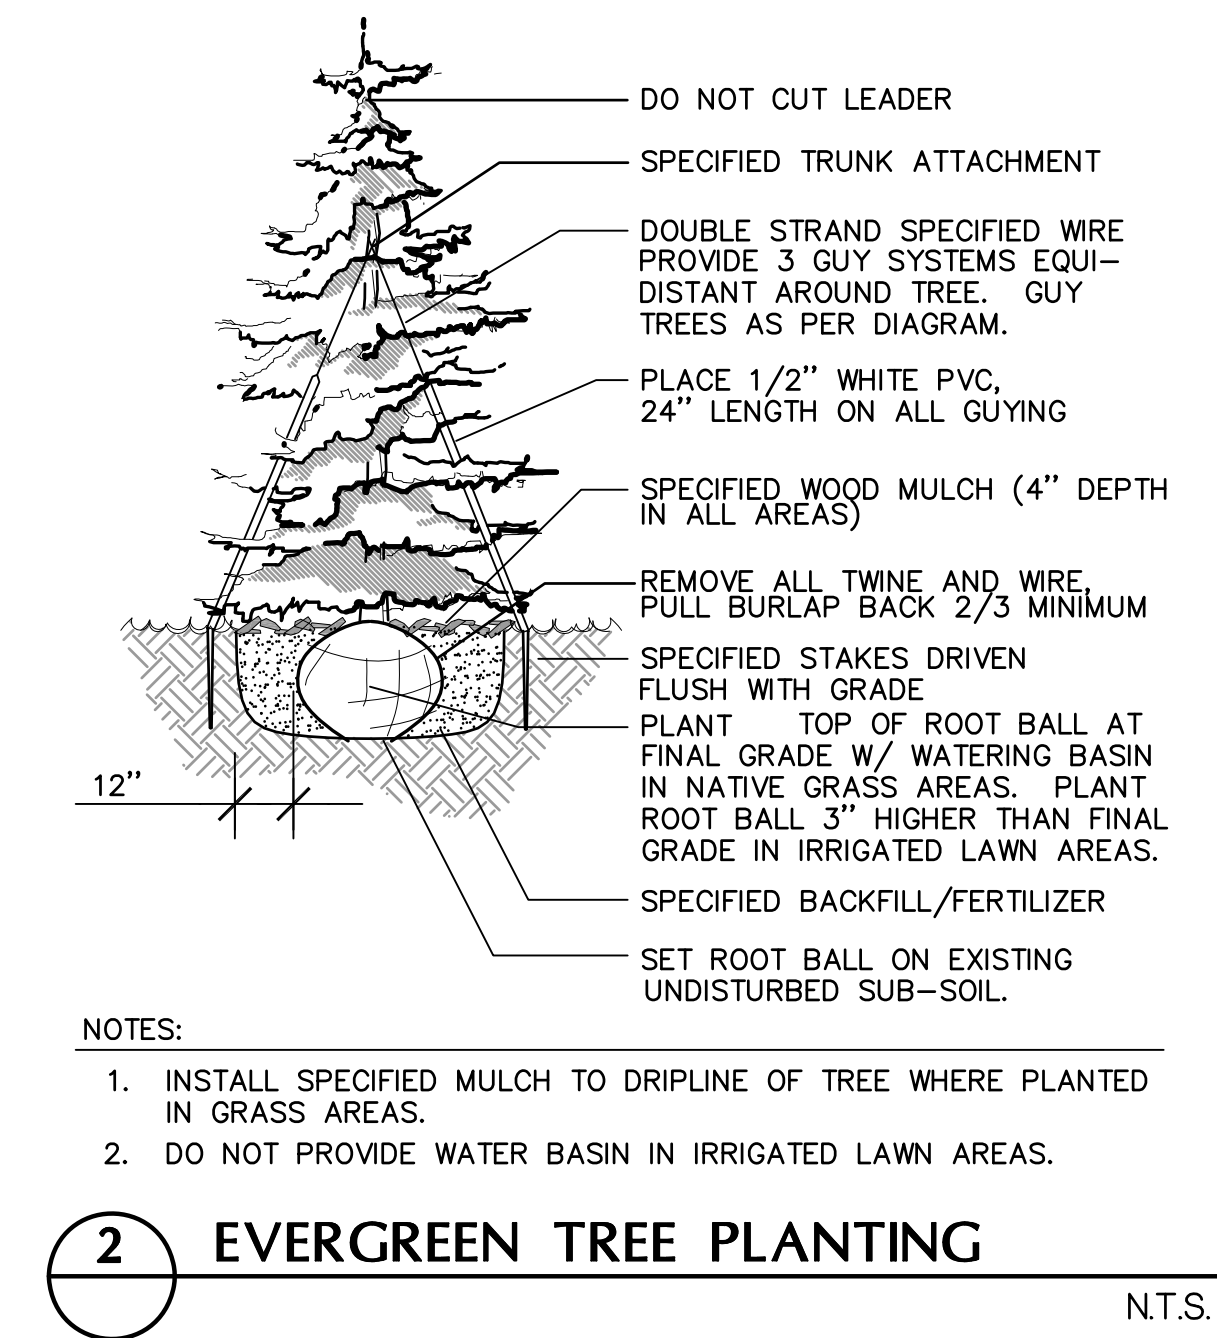 DO NOT CUT LEADER
SPECIFIED TRUNK ATTACHMENT
DOUBLE STRAND SPECIFIED WIRE
PROVIDE 3 GUY SYSTEMS EQUI-
DISTANT AROUND TREE. GUY
TREES AS PER DIAGRAM.
PLACE 1/2" WHITE PVC,
24" LENGTH ON ALL GUYING
SPECIFIED WOOD MULCH (4" DEPTH
IN ALL AREAS)
REMOVE ALL TWINE AND WIRE,
PULL BURLAP BACK 2/3 MINIMUM
SPECIFIED STAKES DRIVEN
FLUSH WITH GRADE
PLANT TOP OF ROOT BALL AT
FINAL GRADE W/ WATERING BASIN
IN NATIVE GRASS AREAS. PLANT
ROOT BALL 3" HIGHER THAN FINAL
GRADE IN IRRIGATED LAWN AREAS.
12"
SPECIFIED BACKFILL/FERTILIZER
SET ROOT BALL ON EXISTING
UNDISTURBED SUB-SOIL.
NOTES:
1. INSTALL SPECIFIED MULCH TO DRIPLINE OF TREE WHERE PLANTED
IN GRASS AREAS.
2. DO NOT PROVIDE WATER BASIN IN IRRIGATED LAWN AREAS.
2 EVERGREEN TREE PLANTING
N.T.S.